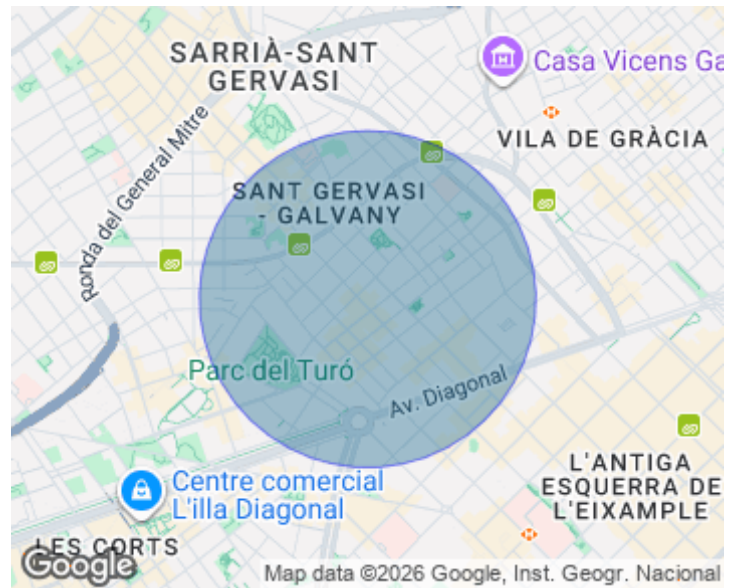 SARRIÀ-SANT
GERVASI
Casa Vicens Ga
Ronda del General Mitre
VILA DE GRÀCIA
SANT GERVASI
- GALVANY
Parc del Turó
Av. Diagonal
L'ANTIGA
ESQUERRA DE
L'EIXAMPLE
Centre comercial
L'illa Diagonal
LES CORTS
Google
Map data ©2026 Google, Inst. Geogr. Nacional